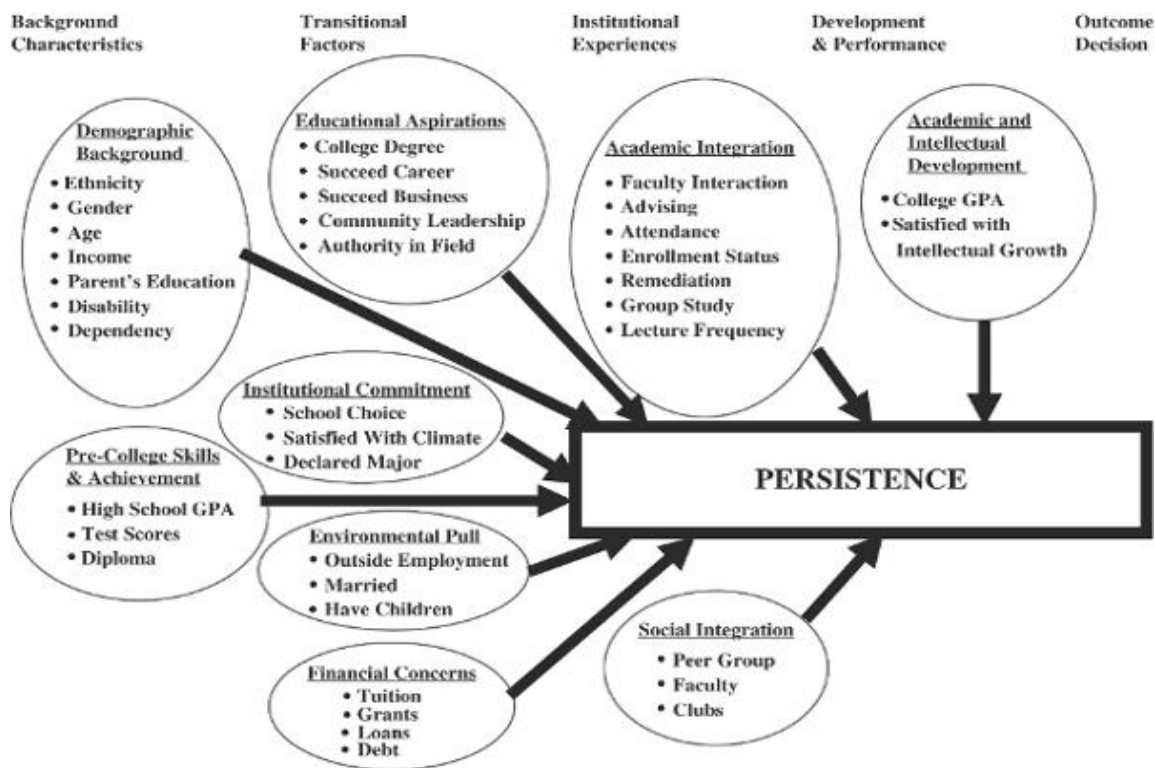 Background
Characteristics
Transitional
Factors
Institutional
Experiences
Development
& Performance
Outcome
Decision
Demographic
Background
• Ethnicity
• Gender
• Age
• Income
• Parent's Education
• Disability
• Dependency
Pre-College Skills
& Achievement
• High School GPA
• Test Scores
• Diploma
Educational Aspirations
• College Degree
• Succeed Career
• Succeed Business
• Community Leadership
• Authority in Field
Institutional Commitment
• School Choice
• Satisfied With Climate
• Declared Major
Environmental Pull
• Outside Employment
• Married
• Have Children
Financial Concerns
• Tuition
• Grants
• Loans
• Debt
Academic Integration
• Faculty Interaction
• Advising
• Attendance
• Enrollment Status
• Remediation
• Group Study
• Lecture Frequency
Social Integration
• Peer Group
• Faculty
• Clubs
Academic and
Intellectual
Development
• College GPA
• Satisfied with
Intellectual Growth
PERSISTENCE